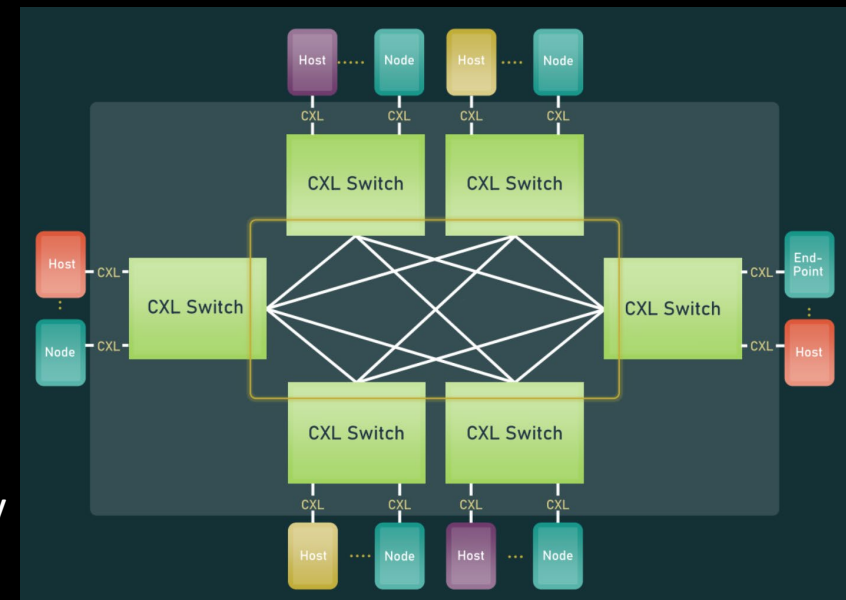 Host ..... Node Host .... Node
CXL CXL CXL CXL
CXL Switch CXL Switch
Host CXL
CXL Switch
Node CXL
CXL End-
Point
CXL Switch
CXL Host
CXL Switch CXL Switch
CXL CXL CXL CXL
Host .... Node Host ... Node
y